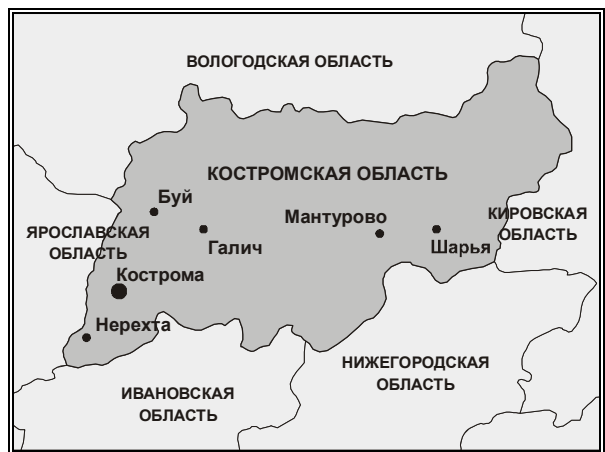 ВОЛОГОДСКАЯ ОБЛАСТЬ
КОСТРОМСКАЯ ОБЛАСТЬ
Буй
Мантурово
КИРОВСКАЯ
ОБЛАСТЬ
ЯРОСЛАВСКАЯ
ОБЛАСТЬ
Галич
Шарья
Кострома
Нерехта
НИЖЕГОРОДСКАЯ
ОБЛАСТЬ
ИВАНОВСКАЯ
ОБЛАСТЬ